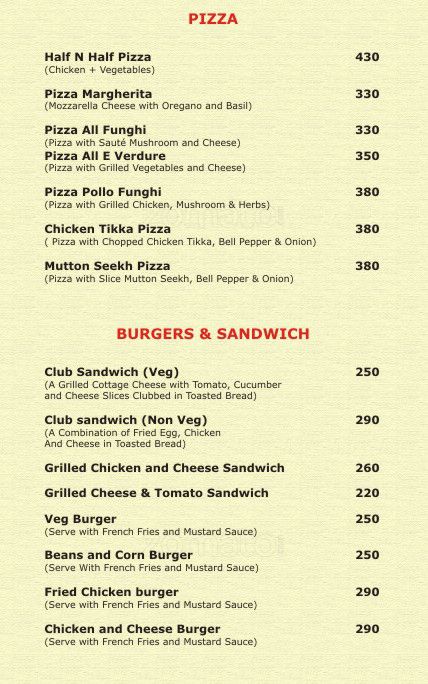 PIZZA
Half N Half Pizza 430
(Chicken + Vegetables)
Pizza Margherita 330
(Mozzarella Cheese with Oregano and Basil)
Pizza All Funghi 330
(Pizza with Sauté Mushroom and Cheese)
Pizza All E Verdure 350
(Pizza with Grilled Vegetables and Cheese)
Pizza Pollo Funghi 380
(Pizza with Grilled Chicken, Mushroom & Herbs)
Chicken Tikka Pizza 380
( Pizza with Chopped Chicken Tikka, Bell Pepper & Onion)
Mutton Seekh Pizza 380
(Pizza with Slice Mutton Seekh, Bell Pepper & Onion)
BURGERS & SANDWICH
Club Sandwich (Veg) 250
(A Grilled Cottage Cheese with Tomato, Cucumber
and Cheese Slices Clubbed in Toasted Bread)
Club sandwich (Non Veg) 290
(A Combination of Fried Egg, Chicken
And Cheese in Toasted Bread)
Grilled Chicken and Cheese Sandwich 260
Grilled Cheese & Tomato Sandwich 220
Veg Burger 250
(Serve with French Fries and Mustard Sauce)
Beans and Corn Burger 250
(Serve With French Fries and Mustard Sauce)
Fried Chicken burger 290
(Serve with French Fries and Mustard Sauce)
Chicken and Cheese Burger 290
(Serve with French Fries and Mustard Sauce)